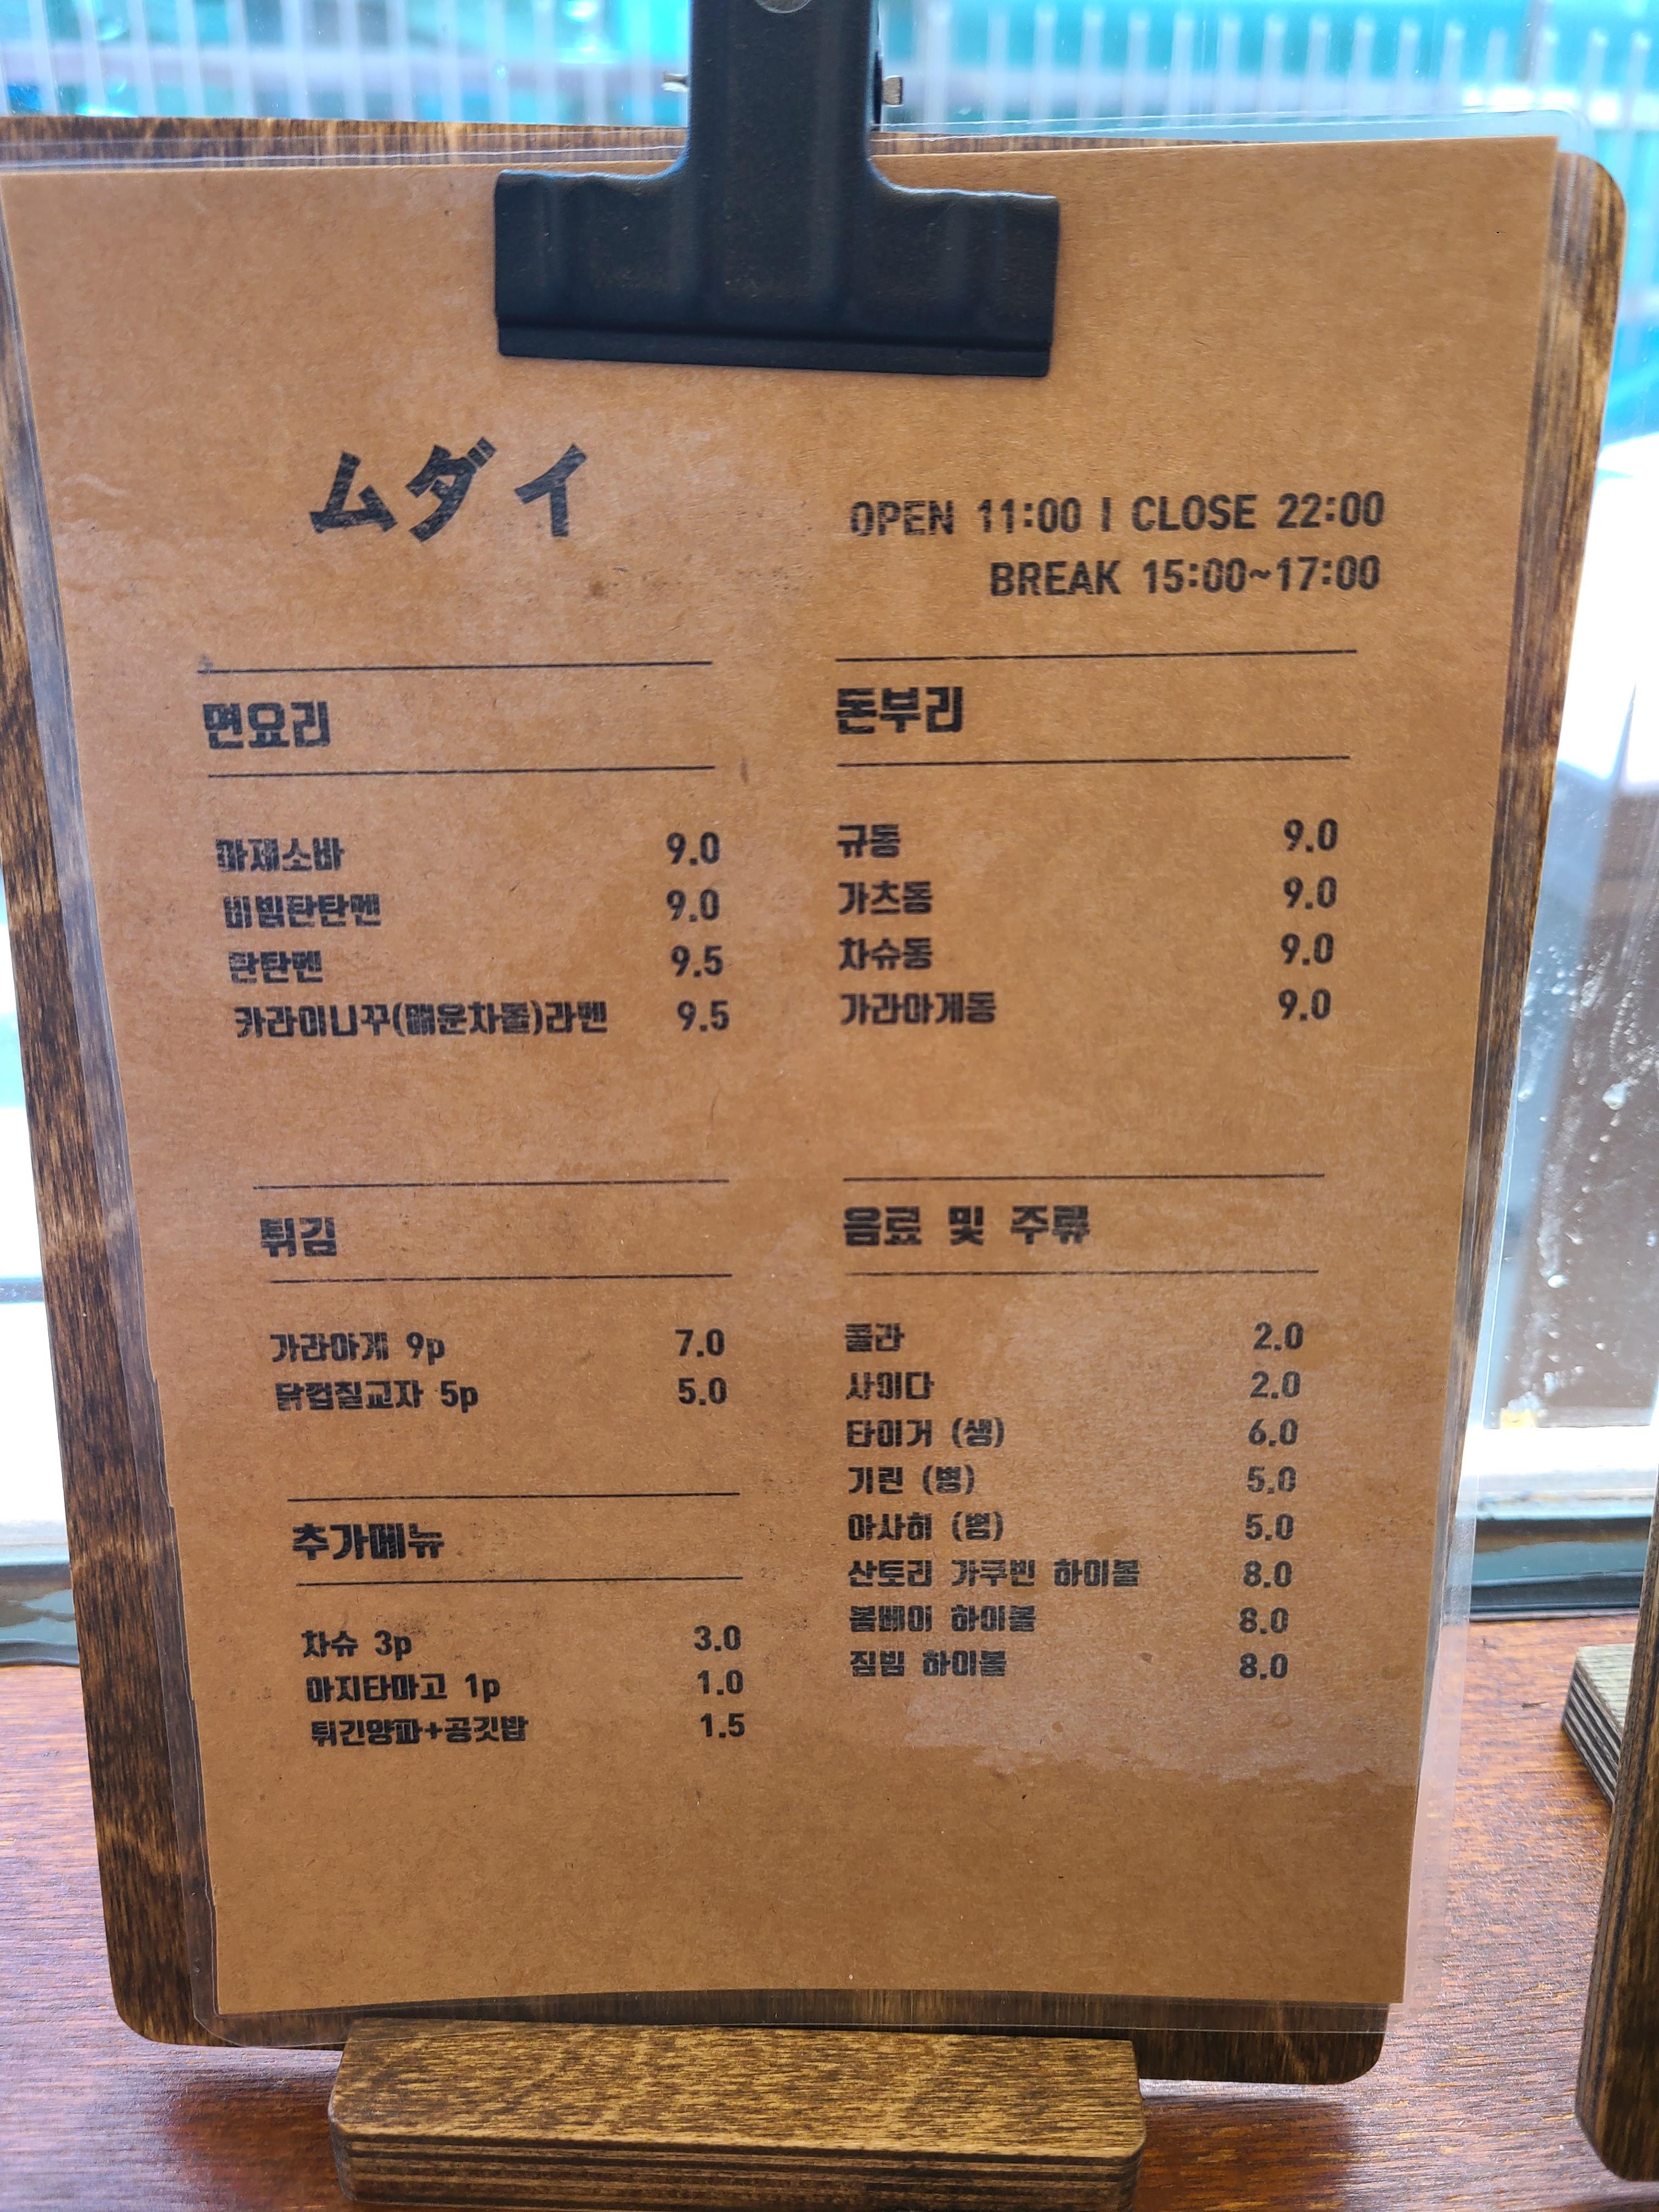 ムダイ
OPEN 11:00 | CLOSE 22:00
BREAK 15:00~17:00
면요리
마제소바 9.0
비빔탄탄멘 9.0
탄탄멘 9.5
카라이니꾸(매운차돌)라멘 9.5
돈부리
규동 9.0
가츠동 9.0
차슈동 9.0
가라아게동 9.0
튀김
가라아게 9p 7.0
닭껍질교자 5p 5.0
추가메뉴
차슈 3p 3.0
아지타마고 1p 1.0
튀긴양파+공깃밥 1.5
음료 및 주류
콜라 2.0
사이다 2.0
타이거 (생) 6.0
기린 (병) 5.0
아사히 (병) 5.0
산토리 가쿠빈 하이볼 8.0
봄베이 하이볼 8.0
짐빔 하이볼 8.0